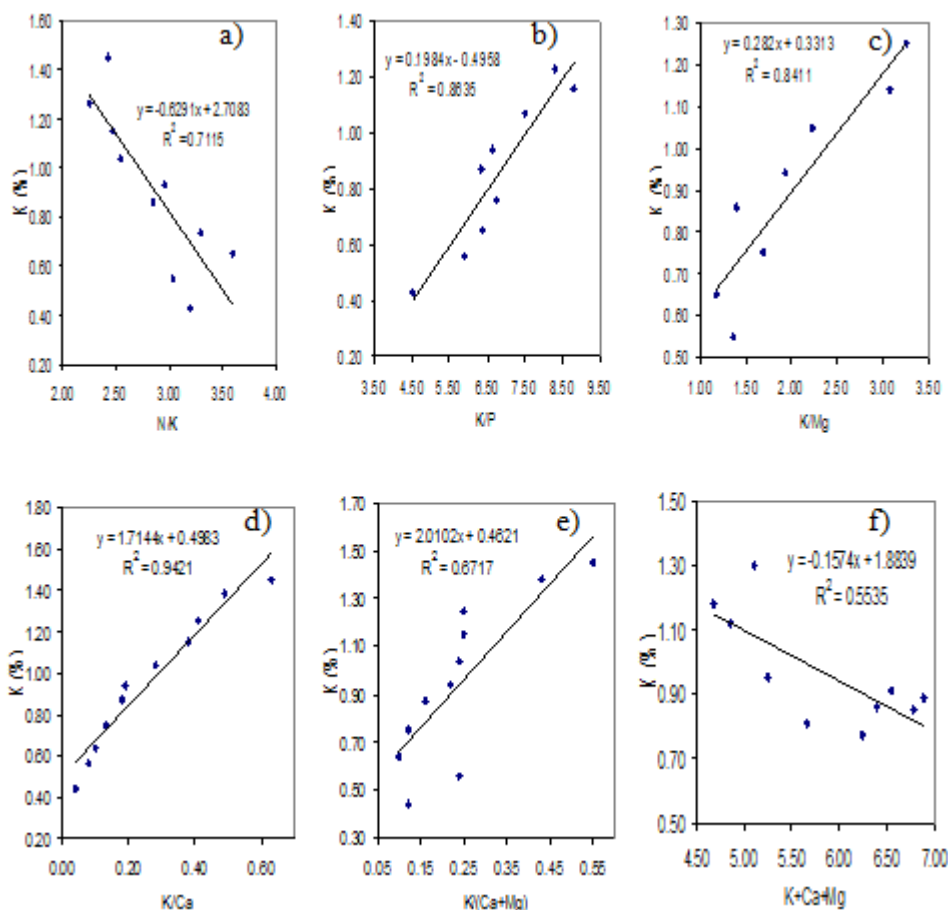 a)
y = -0.6291x + 2.7083
R² = 0.7115
K (%)
1.60
1.40
1.20
1.00
0.80
0.60
0.40
0.20
2.00 2.50 3.00 3.50 4.00
N/K
b)
y = 0.1984x - 0.4958
R² = 0.8635
K (%)
1.40
1.20
1.00
0.80
0.60
0.40
0.20
3.50 4.50 5.50 6.50 7.50 8.50 9.50
K/P
c)
y = 0.282x + 0.3313
R² = 0.8411
K (%)
1.30
1.20
1.10
1.00
0.90
0.80
0.70
0.60
0.50
1.00 1.50 2.00 2.50 3.00 3.50
K/Mg
d)
y = 1.7144x + 0.4983
R² = 0.9421
K (%)
1.80
1.60
1.40
1.20
1.00
0.80
0.60
0.40
0.20
0.00 0.20 0.40 0.60
K/Ca
e)
y = 2.0102x + 0.4621
R² = 0.6717
K (%)
1.70
1.50
1.30
1.10
0.90
0.70
0.50
0.30
0.05 0.15 0.25 0.35 0.45 0.55
K/(Ca+Mg)
f)
y = -0.1574x + 1.8839
R² = 0.5535
K (%)
1.50
1.30
1.10
0.90
0.70
0.50
4.50 5.00 5.50 6.00 6.50 7.00
K+Ca+Mg